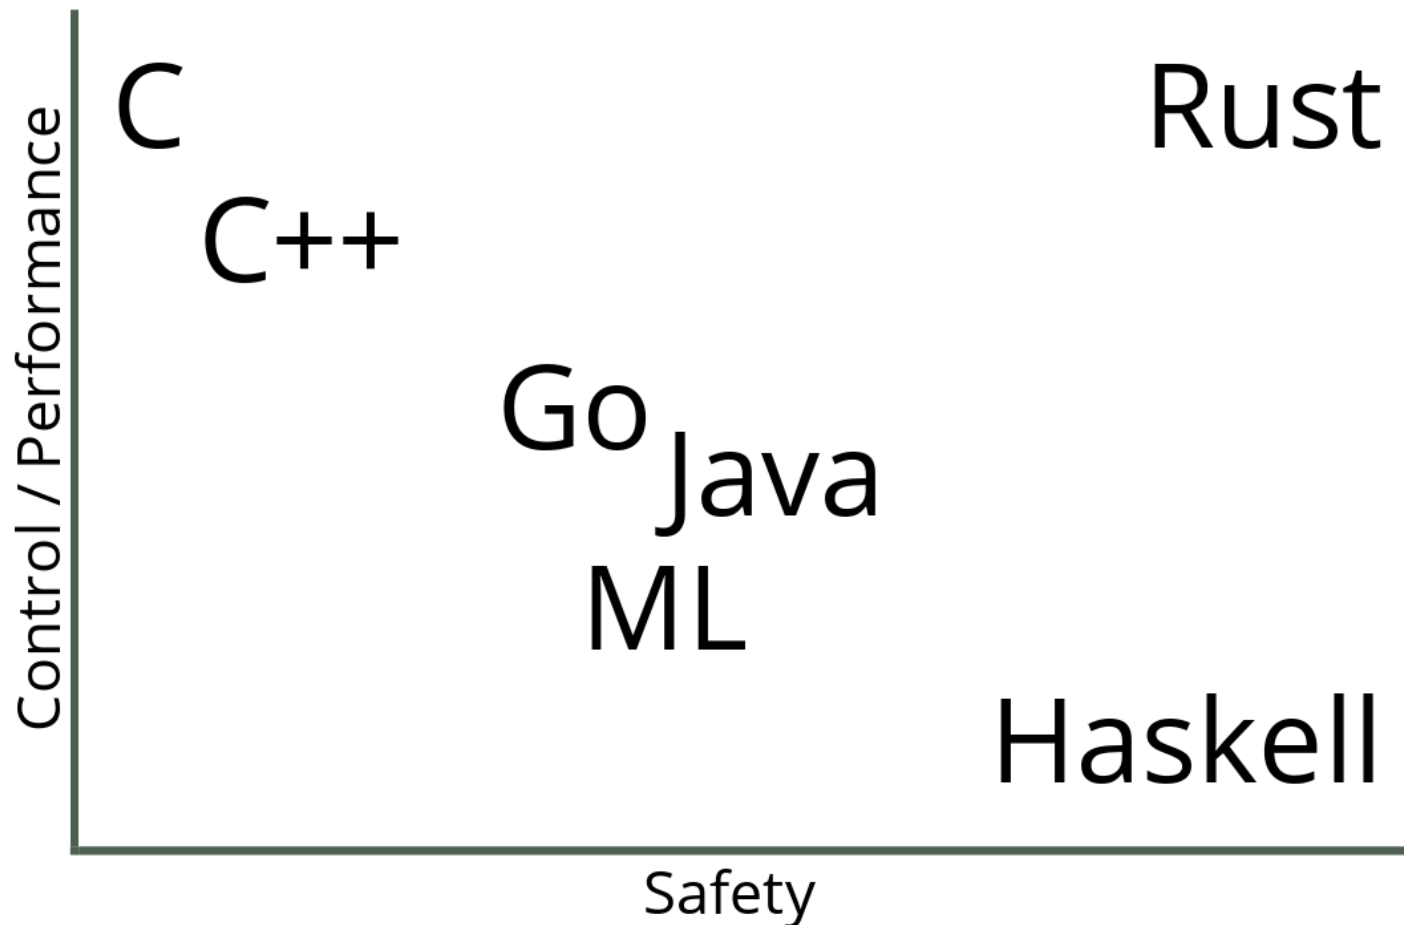 C
Rust
C++
Go
Java
ML
Haskell
Control / Performance
Safety